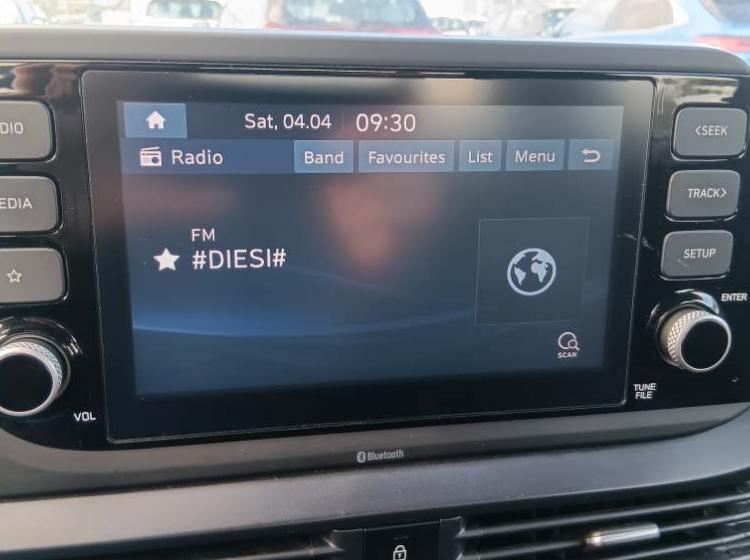 Sat, 04.04 09:30
Radio Band Favourites List Menu
FM
#DIESI#
SCAN
DIO
EDIA
VOL
<SEEK
TRACK>
SETUP
ENTER
TUNE
FILE
Bluetooth